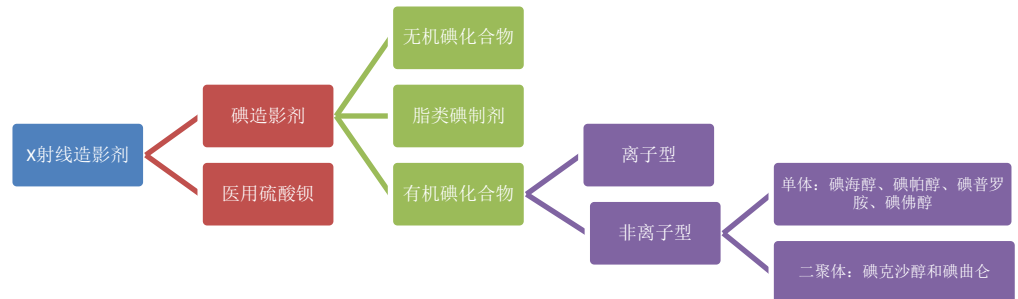 X射线造影剂
碘造影剂
医用硫酸钡
无机碘化合物
脂类碘制剂
有机碘化合物
离子型
非离子型
单体：碘海醇、碘帕醇、碘普罗
胺、碘佛醇
二聚体：碘克沙醇和碘曲仑